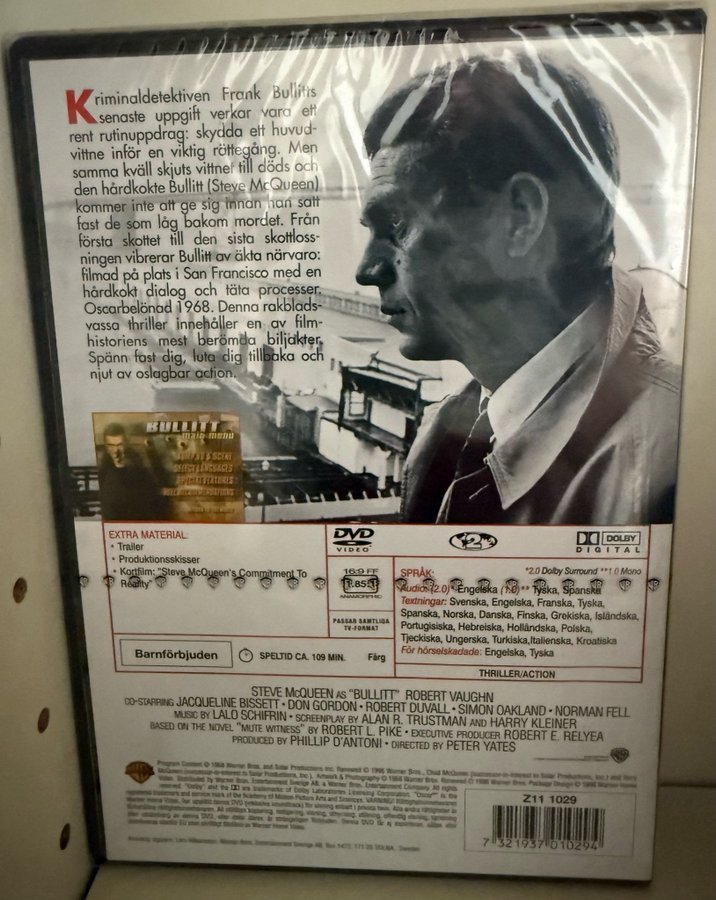 Kriminaldetektiven Frank Bullitts
senaste uppgift verkar vara ett
rent rutinuppdrag: skydda ett huvud-
vittne inför en viktig rättegång. Men
samma kväll skjuts vittnet till döds och
den hårdkokte Bullitt (Steve McQueen)
kommer inte att ge sig innan han satt
fast de som låg bakom mordet. Från
första skottet till den sista skottloss-
ningen vibrerar Bullitt av äkta närvaro:
filmad på plats i San Francisco med en
hårdkokt dialog och täta processer.
Oscarbelönad 1968. Denna rakblads-
vassa thriller innehåller en av film-
historiens mest berömda biljakter.
Spänn fast dig, luta dig tillbaka och
njut av oslagbar action.
BULLITT
main menu
JUMP TO A SCENE
SELECT LANGUAGES
SPECIAL FEATURES
EXTRA MATERIAL:
• Trailer
• Produktionsskisser
• Kortfilm: "Steve McQueen's Commitment To
Reality"
DVD
VIDEO
2
DOLBY
DIGITAL
16:9 FF
1.85:1
ANAMORPHIC
PASSAR SAMTLIGA
TV-FORMAT
SPRÅK: *2.0 Dolby Surround **1.0 Mono
Audio: (2.0)* Engelska (1.0)** Tyska, Spanska
Textningar: Svenska, Engelska, Franska, Tyska,
Spanska, Norska, Danska, Finska, Grekiska, Isländska,
Portugisiska, Hebreiska, Holländska, Polska,
Tjeckiska, Ungerska, Turkiska,Italienska, Kroatiska
För hörselskadade: Engelska, Tyska
Barnförbjuden
SPELTID CA. 109 MIN. Färg
THRILLER/ACTION
STEVE McQUEEN AS "BULLITT" ROBERT VAUGHN
CO-STARRING JACQUELINE BISSETT • DON GORDON • ROBERT DUVALL • SIMON OAKLAND • NORMAN FELL
MUSIC BY LALO SCHIFRIN • SCREENPLAY BY ALAN R. TRUSTMAN AND HARRY KLEINER
BASED ON THE NOVEL "MUTE WITNESS" BY ROBERT L. PIKE • EXECUTIVE PRODUCER ROBERT E. RELYEA
PRODUCED BY PHILLIP D'ANTONI • DIRECTED BY PETER YATES
Z11 1029
7 321937 010294